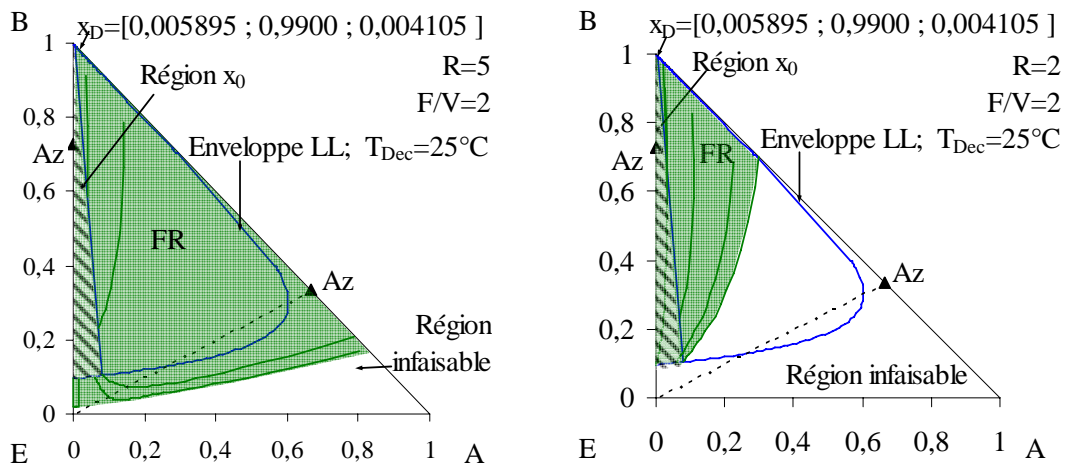 B
x_D=[0,005895 ; 0,9900 ; 0,004105 ]
1
Région x_0
R=5
F/V=2
0,8
Az
Enveloppe LL; T_Dec=25°C
0,6
FR
0,4
Az
Région
infaisable
0,2
0
E
0
0,2
0,4
0,6
0,8
1
A
B
x_D=[0,005895 ; 0,9900 ; 0,004105 ]
1
Région x_0
R=2
F/V=2
0,8
Az
Enveloppe LL; T_Dec=25°C
0,6
FR
0,4
Az
0,2
Région infaisable
0
E
0
0,2
0,4
0,6
0,8
1
A